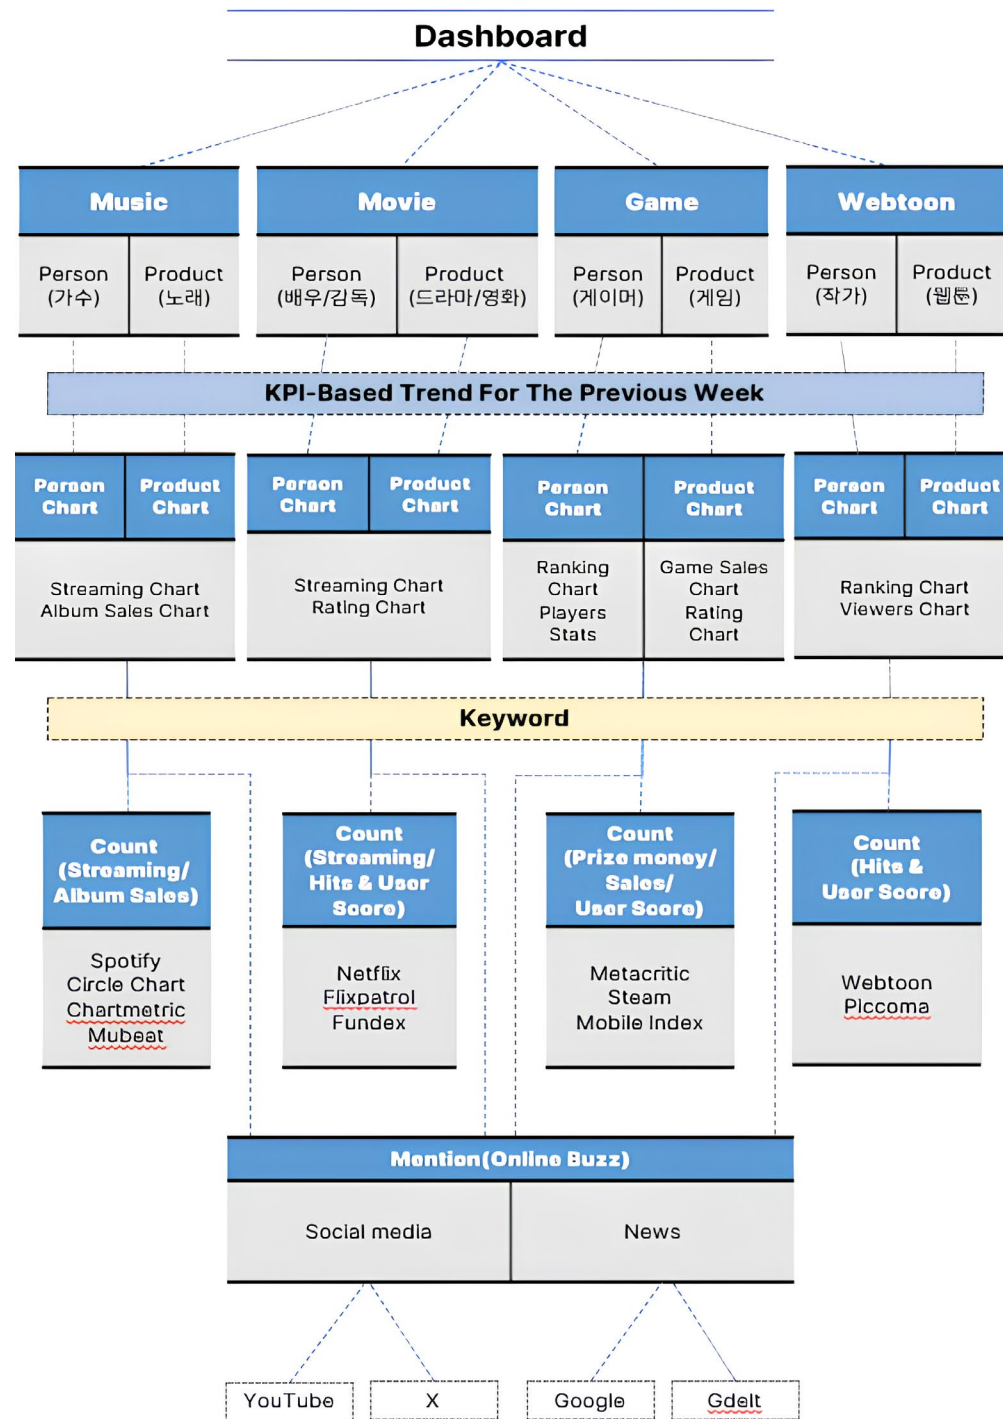 Dashboard
Music
Person
(가수)
Product
(노래)
Movie
Person
(배우/감독)
Product
(드라마/영화)
Game
Person
(게이머)
Product
(게임)
Webtoon
Person
(작가)
Product
(웹툰)
KPI-Based Trend For The Previous Week
Person
Chart
Product
Chart
Streaming Chart
Album Sales Chart
Person
Chart
Product
Chart
Streaming Chart
Rating Chart
Person
Chart
Product
Chart
Ranking
Chart
Players
Stats
Game Sales
Chart
Rating
Chart
Person
Chart
Product
Chart
Ranking Chart
Viewers Chart
Keyword
Count
(Streaming/
Album Sales)
Spotify
Circle Chart
Chartmetric
Mubeat
Count
(Streaming/
Hits & User
Score)
Netflix
Flixpatrol
Fundex
Count
(Prize money/
Sales/
User Score)
Metacritic
Steam
Mobile Index
Count
(Hits &
User Score)
Webtoon
Piccoma
Mention(Online Buzz)
Social media
News
YouTube
X
Google
Gdelt